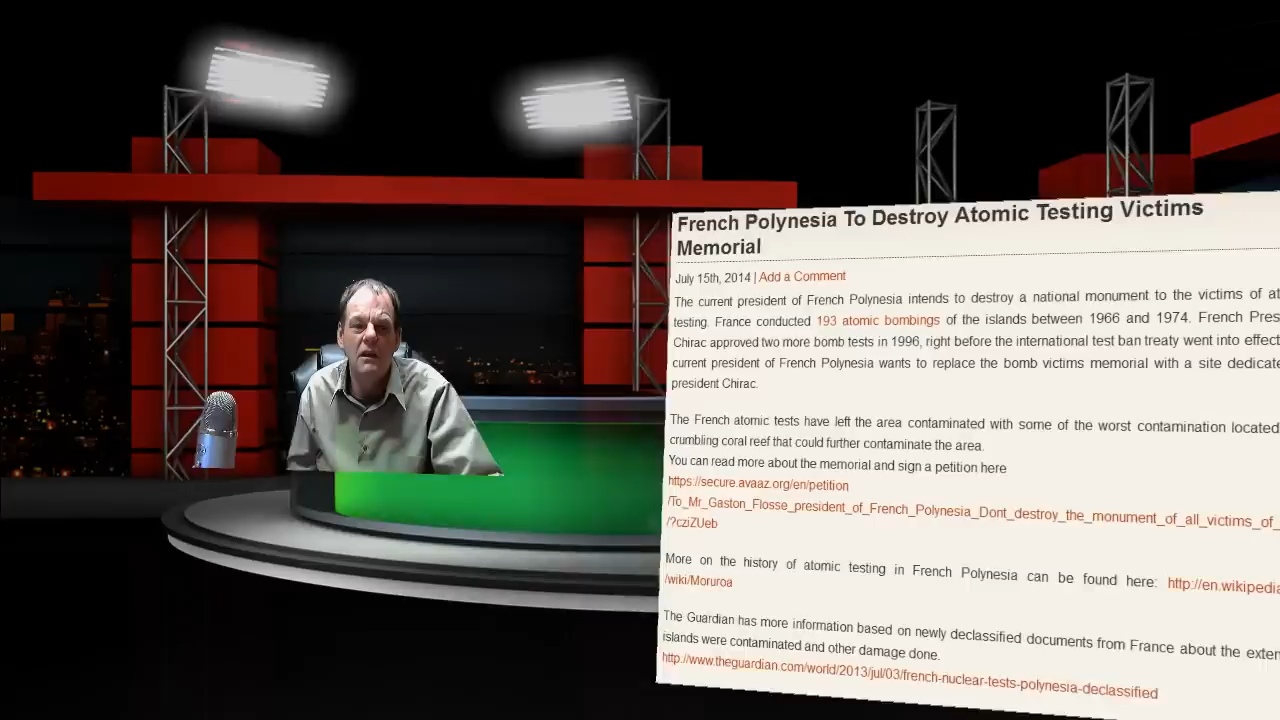 French Polynesia To Destroy Atomic Testing Victims
Memorial
July 15th, 2014 | Add a Comment
The current president of French Polynesia intends to destroy a national monument to the victims of
testing. France conducted 193 atomic bombings of the islands between 1966 and 1974. French
Chirac approved two more bomb tests in 1996, right before the international test ban treaty went into effect
current president of French Polynesia wants to replace the bomb victims memorial with a site
president Chirac.
The French atomic tests have left the area contaminated with some of the worst contamination located
crumbling coral reef that could further contaminate the area.
You can read more about the memorial and sign a petition here
https://secure.avaaz.org/en/petition
/To_Mr_Gaston_Flosse_president_of_French_Polynesia_Dont_destroy_the_monument_of_all_victims_of_
/?cziZUeb
More on the history of atomic testing in French Polynesia can be found here: http://en.wikipedia
/wiki/Moruroa
The Guardian has more information based on newly declassified documents from France about the
islands were contaminated and other damage done.
http://www.theguardian.com/world/2013/jul/03/french-nuclear-tests-polynesia-declassified